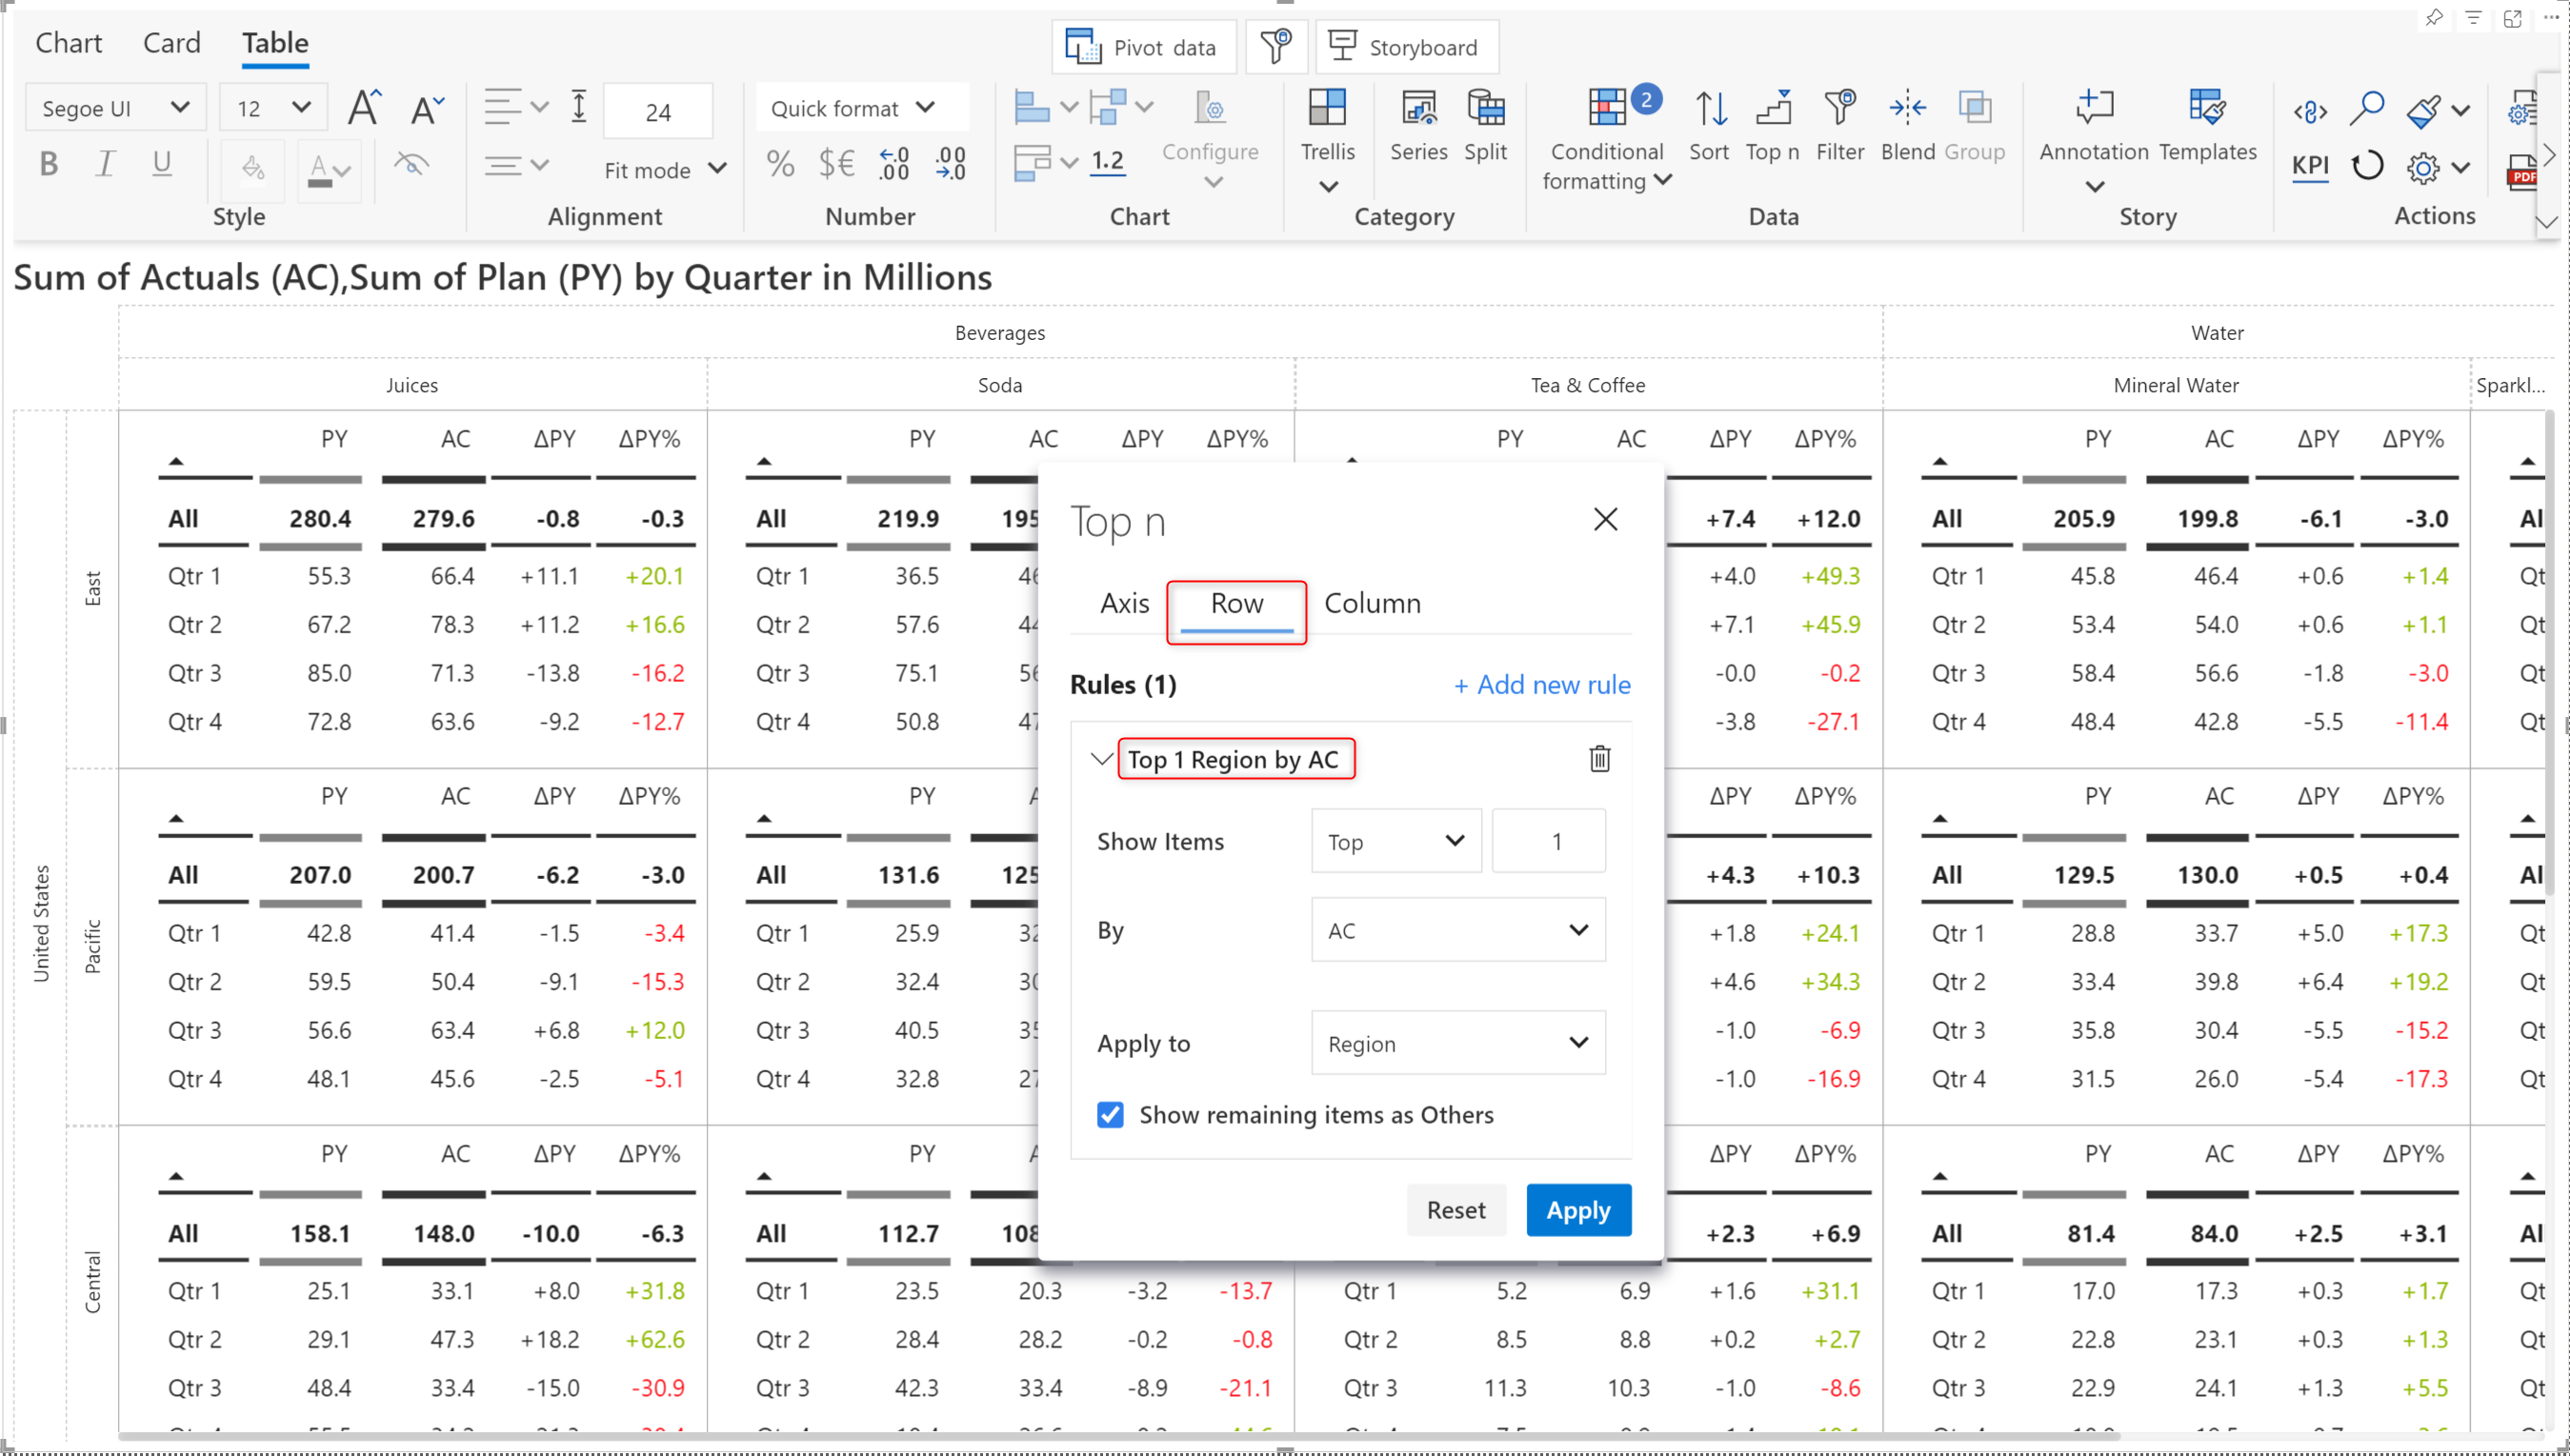 Chart Card Table
Pivot data Storyboard
Segoe UI 12 A A 24 Quick format 2
Fit mode % $€ .0 .00 .00 .0 1.2 Configure Trellis Series Split Conditional formatting Sort Top n Filter Blend Group Annotation Templates KPI PDF
B I U A
Style Alignment Number Chart Category Data Story Actions
Sum of Actuals (AC),Sum of Plan (PY) by Quarter in Millions
Beverages Water
Juices Soda Tea & Coffee Mineral Water Sparkl...
United States
East
PY AC ΔPY ΔPY% PY AC ΔPY ΔPY% PY AC ΔPY ΔPY% PY AC ΔPY ΔPY%
All 280.4 279.6 -0.8 -0.3 All 219.9 +7.4 +12.0 All 205.9 199.8 -6.1 -3.0
Qtr 1 55.3 66.4 +11.1 +20.1 Qtr 1 36.5 +4.0 +49.3 Qtr 1 45.8 46.4 +0.6 +1.4
Qtr 2 67.2 78.3 +11.2 +16.6 Qtr 2 57.6 +7.1 +45.9 Qtr 2 53.4 54.0 +0.6 +1.1
Qtr 3 85.0 71.3 -13.8 -16.2 Qtr 3 75.1 -0.0 -0.2 Qtr 3 58.4 56.6 -1.8 -3.0
Qtr 4 72.8 63.6 -9.2 -12.7 Qtr 4 50.8 -3.8 -27.1 Qtr 4 48.4 42.8 -5.5 -11.4
Pacific
PY AC ΔPY ΔPY% PY ΔPY ΔPY% PY AC ΔPY ΔPY%
All 207.0 200.7 -6.2 -3.0 All 131.6 +4.3 +10.3 All 129.5 130.0 +0.5 +0.4
Qtr 1 42.8 41.4 -1.5 -3.4 Qtr 1 25.9 +1.8 +24.1 Qtr 1 28.8 33.7 +5.0 +17.3
Qtr 2 59.5 50.4 -9.1 -15.3 Qtr 2 32.4 +4.6 +34.3 Qtr 2 33.4 39.8 +6.4 +19.2
Qtr 3 56.6 63.4 +6.8 +12.0 Qtr 3 40.5 -1.0 -6.9 Qtr 3 35.8 30.4 -5.5 -15.2
Qtr 4 48.1 45.6 -2.5 -5.1 Qtr 4 32.8 -1.0 -16.9 Qtr 4 31.5 26.0 -5.4 -17.3
Central
PY AC ΔPY ΔPY% PY ΔPY ΔPY% PY AC ΔPY ΔPY%
All 158.1 148.0 -10.0 -6.3 All 112.7 +2.3 +6.9 All 81.4 84.0 +2.5 +3.1
Qtr 1 25.1 33.1 +8.0 +31.8 Qtr 1 23.5 20.3 -3.2 -13.7 Qtr 1 5.2 6.9 +1.6 +31.1 Qtr 1 17.0 17.3 +0.3 +1.7
Qtr 2 29.1 47.3 +18.2 +62.6 Qtr 2 28.4 28.2 -0.2 -0.8 Qtr 2 8.5 8.8 +0.2 +2.7 Qtr 2 22.8 23.1 +0.3 +1.3
Qtr 3 48.4 33.4 -15.0 -30.9 Qtr 3 42.3 33.4 -8.9 -21.1 Qtr 3 11.3 10.3 -1.0 -8.6 Qtr 3 22.9 24.1 +1.3 +5.5
Top n
Axis Row Column
Rules (1) + Add new rule
Top 1 Region by AC
Show Items Top 1
By AC
Apply to Region
Show remaining items as Others
Reset Apply